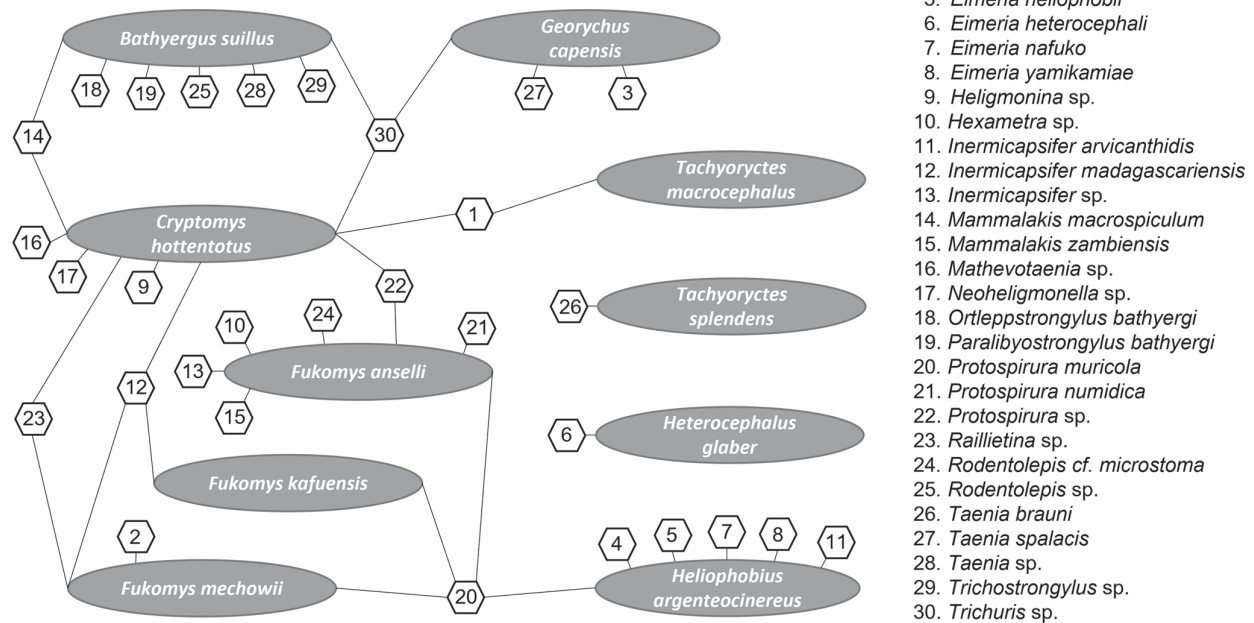 Bathyergus suillus
Georychus
capensis
18
19
25
28
29
27
3
14
30
Tachyoryctes
macrocephalus
1
Cryptomys
hottentotus
16
17
9
22
Tachyoryctes
splendens
26
10
24
21
13
Fukomys anselli
15
12
23
Heterocephalus
glaber
6
Fukomys kafuensis
2
4
5
7
8
11
Fukomys mechowii
20
Heliophobius
argenteocinereus
5. Eimeria heliophobii
6. Eimeria heterocephali
7. Eimeria nafuko
8. Eimeria yamikamiae
9. Heligmonina sp.
10. Hexametra sp.
11. Inermicapsifer arvicanthidis
12. Inermicapsifer madagascariensis
13. Inermicapsifer sp.
14. Mammalakis macrospiculum
15. Mammalakis zambiensis
16. Mathevotaenia sp.
17. Neoheligmonella sp.
18. Ortleppstrongylus bathyergi
19. Paralibyostrongylus bathyergi
20. Protospirura muricola
21. Protospirura numidica
22. Protospirura sp.
23. Raillietina sp.
24. Rodentolepis cf. microstoma
25. Rodentolepis sp.
26. Taenia brauni
27. Taenia spalacis
28. Taenia sp.
29. Trichostrongylus sp.
30. Trichuris sp.